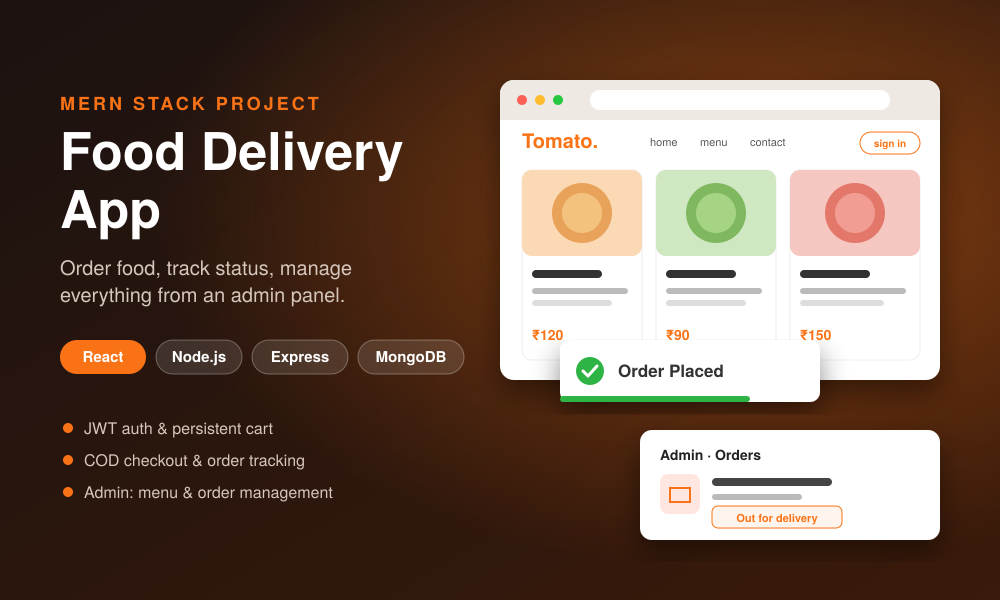 MERN STACK PROJECT
Food Delivery
App
Order food, track status, manage
everything from an admin panel.
React Node.js Express MongoDB
JWT auth & persistent cart
COD checkout & order tracking
Admin: menu & order management
Tomato. home menu contact sign in
₹120 ₹90 ₹150
Order Placed
Admin · Orders
Out for delivery